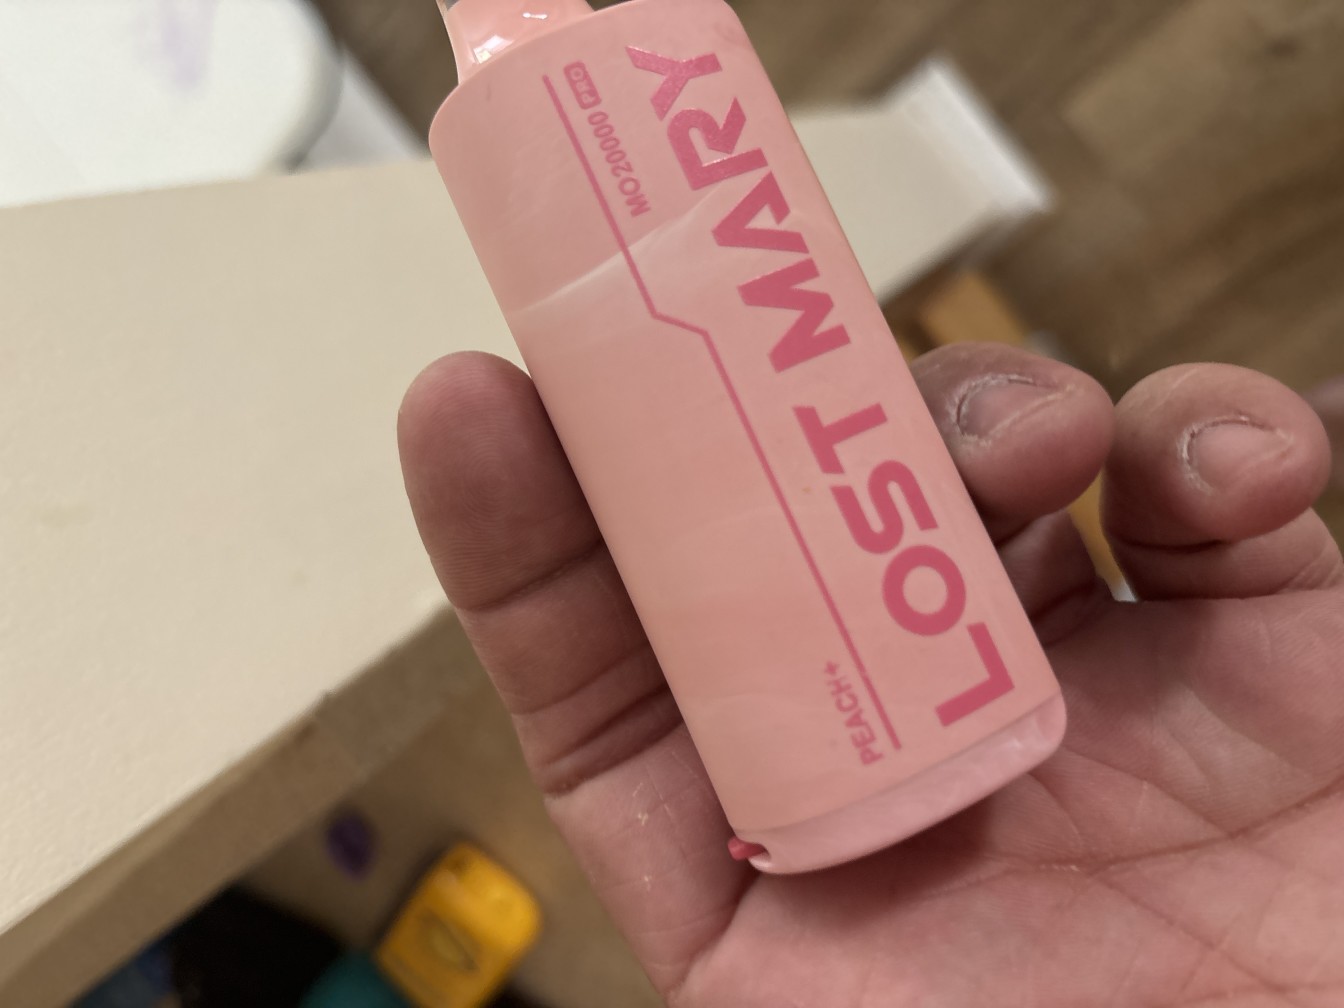 LOST MARY
MO20000 PRO
PEACH+